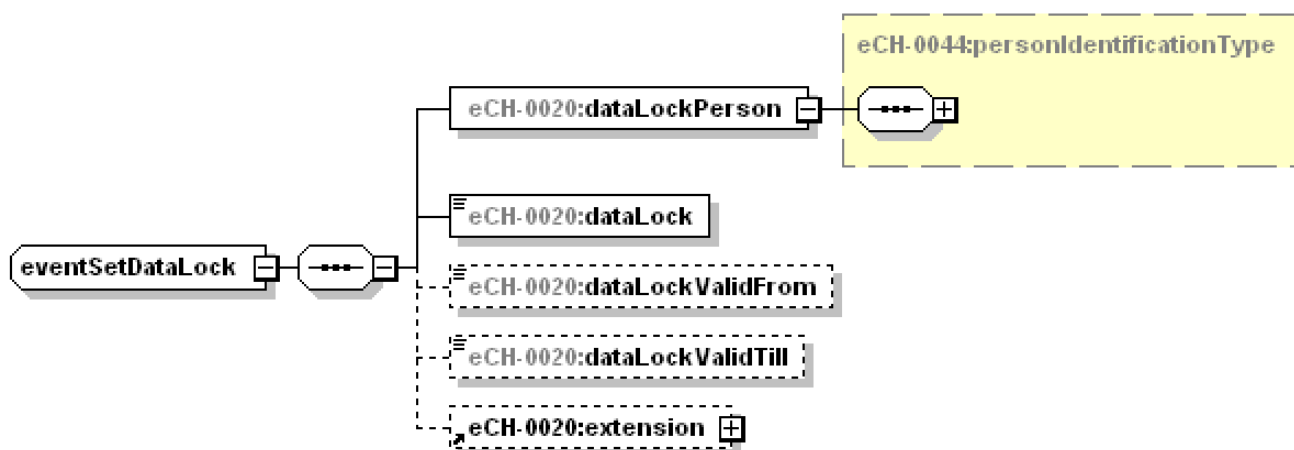 eCH-0044:personIdentificationType
eCH-0020:dataLockPerson
eCH-0020:dataLock
eventSetDataLock
eCH-0020:dataLockValidFrom
eCH-0020:dataLockValidTill
eCH-0020:extension